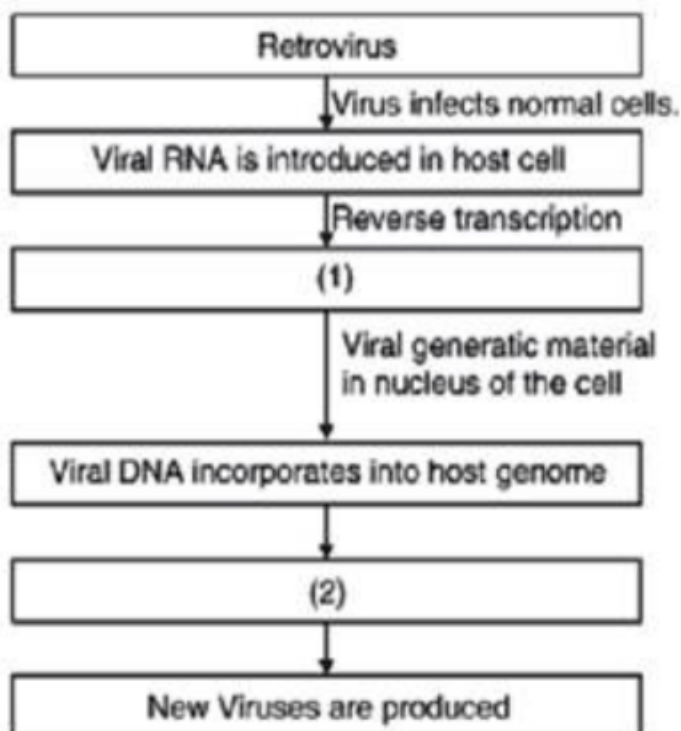 Retrovirus
Virus infects normal cells.
Viral RNA is introduced in host cell
Reverse transcription
(1)
Viral generatic material
in nucleus of the cell
Viral DNA incorporates into host genome
(2)
New Viruses are produced